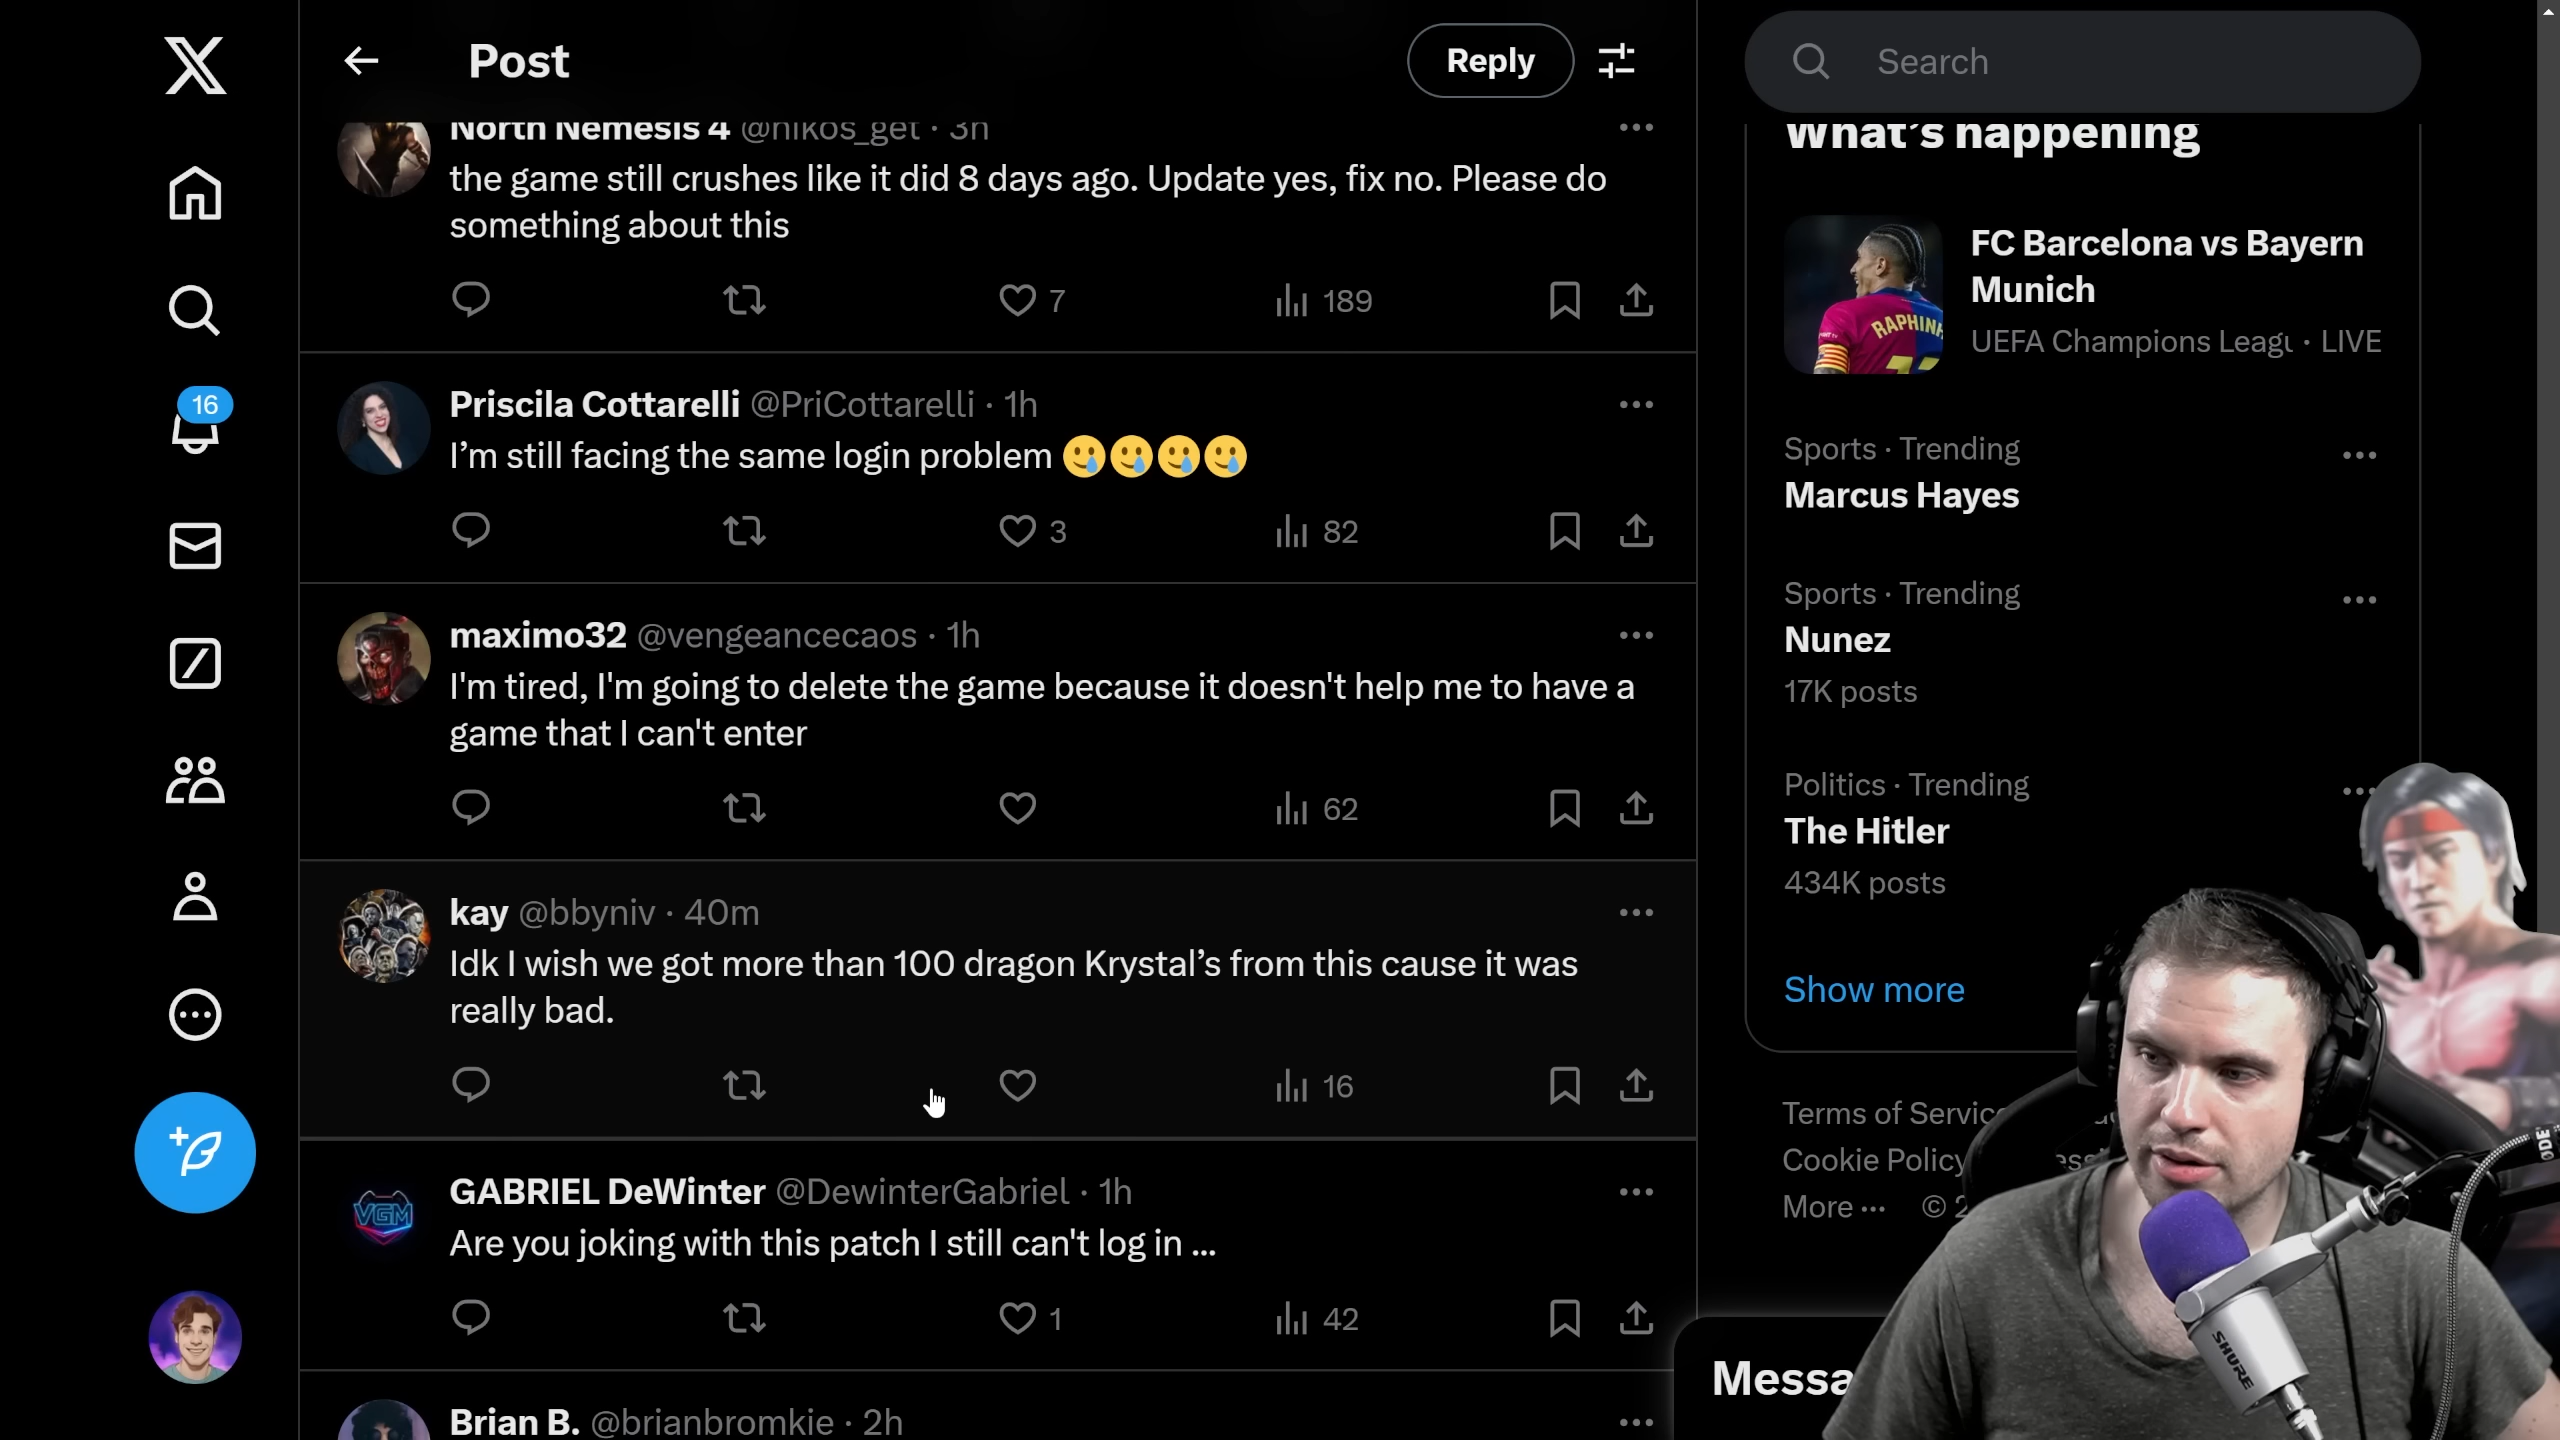 Post
Reply
Search
North Nemesis 4 @nikos_get · 3h
the game still crushes like it did 8 days ago. Update yes, fix no. Please do
something about this
7
189
Priscila Cottarelli @PriCottarelli · 1h
I’m still facing the same login problem 🥲🥲🥲🥲
3
82
maximo32 @vengeancecaos · 1h
I'm tired, I'm going to delete the game because it doesn't help me to have a
game that I can't enter
62
kay @bbyniv · 40m
Idk I wish we got more than 100 dragon Krystal’s from this cause it was
really bad.
16
GABRIEL DeWinter @DewinterGabriel · 1h
VGM
Are you joking with this patch I still can't log in ...
1
42
Brian B. @brianbromkie · 2h
16
What’s happening
FC Barcelona vs Bayern
Munich
UEFA Champions Leagu · LIVE
RAPHINH
Sports · Trending
Marcus Hayes
Sports · Trending
Nunez
17K posts
Politics · Trending
The Hitler
434K posts
Show more
Terms of Service
Cookie Policy
More ··· © 2
Messa
SHURE